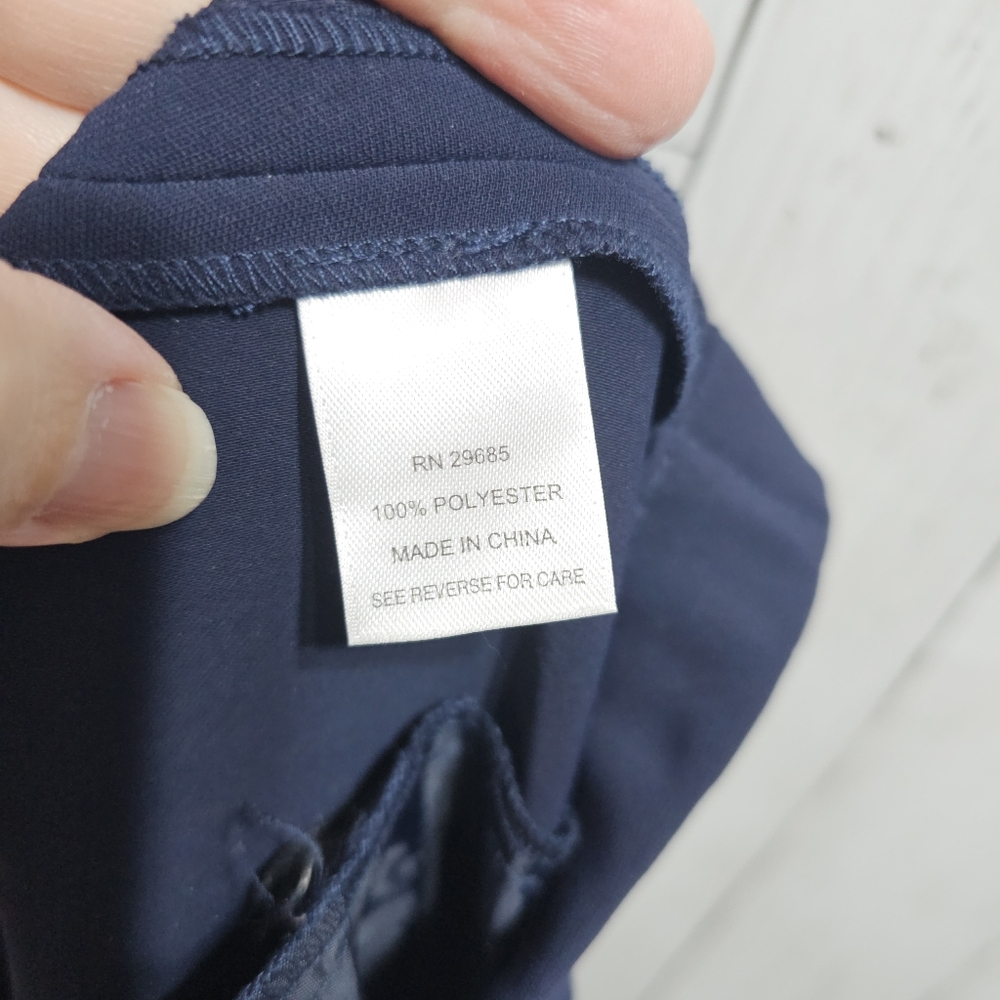 RN 29685
100% POLYESTER
MADE IN CHINA
SEE REVERSE FOR CARE